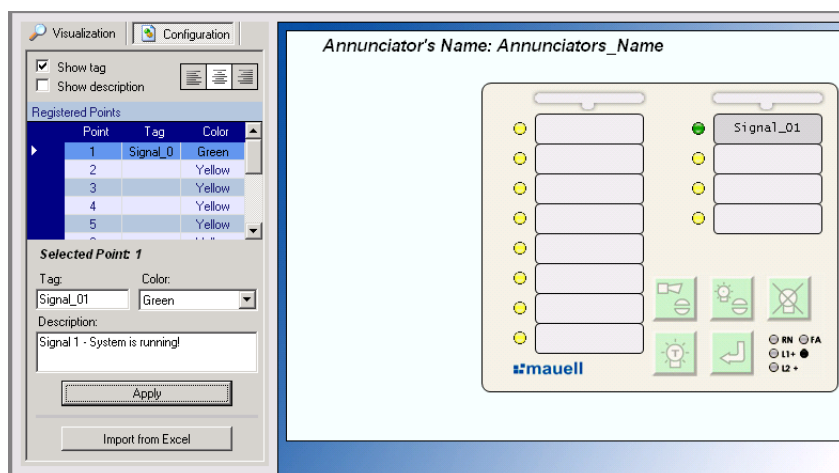 Visualization
Configuration
Show tag
Show description
Registered Points
Point Tag Color
1 Signal_0 Green
2 Yellow
3 Yellow
4 Yellow
5 Yellow
Selected Point: 1
Tag: Color:
Signal_01 Green
Description:
Signal 1 - System is running!
Apply
Import from Excel
Annunciator's Name: Annunciators_Name
Signal_01
T
RN FA
L1+
L2 +
mauell